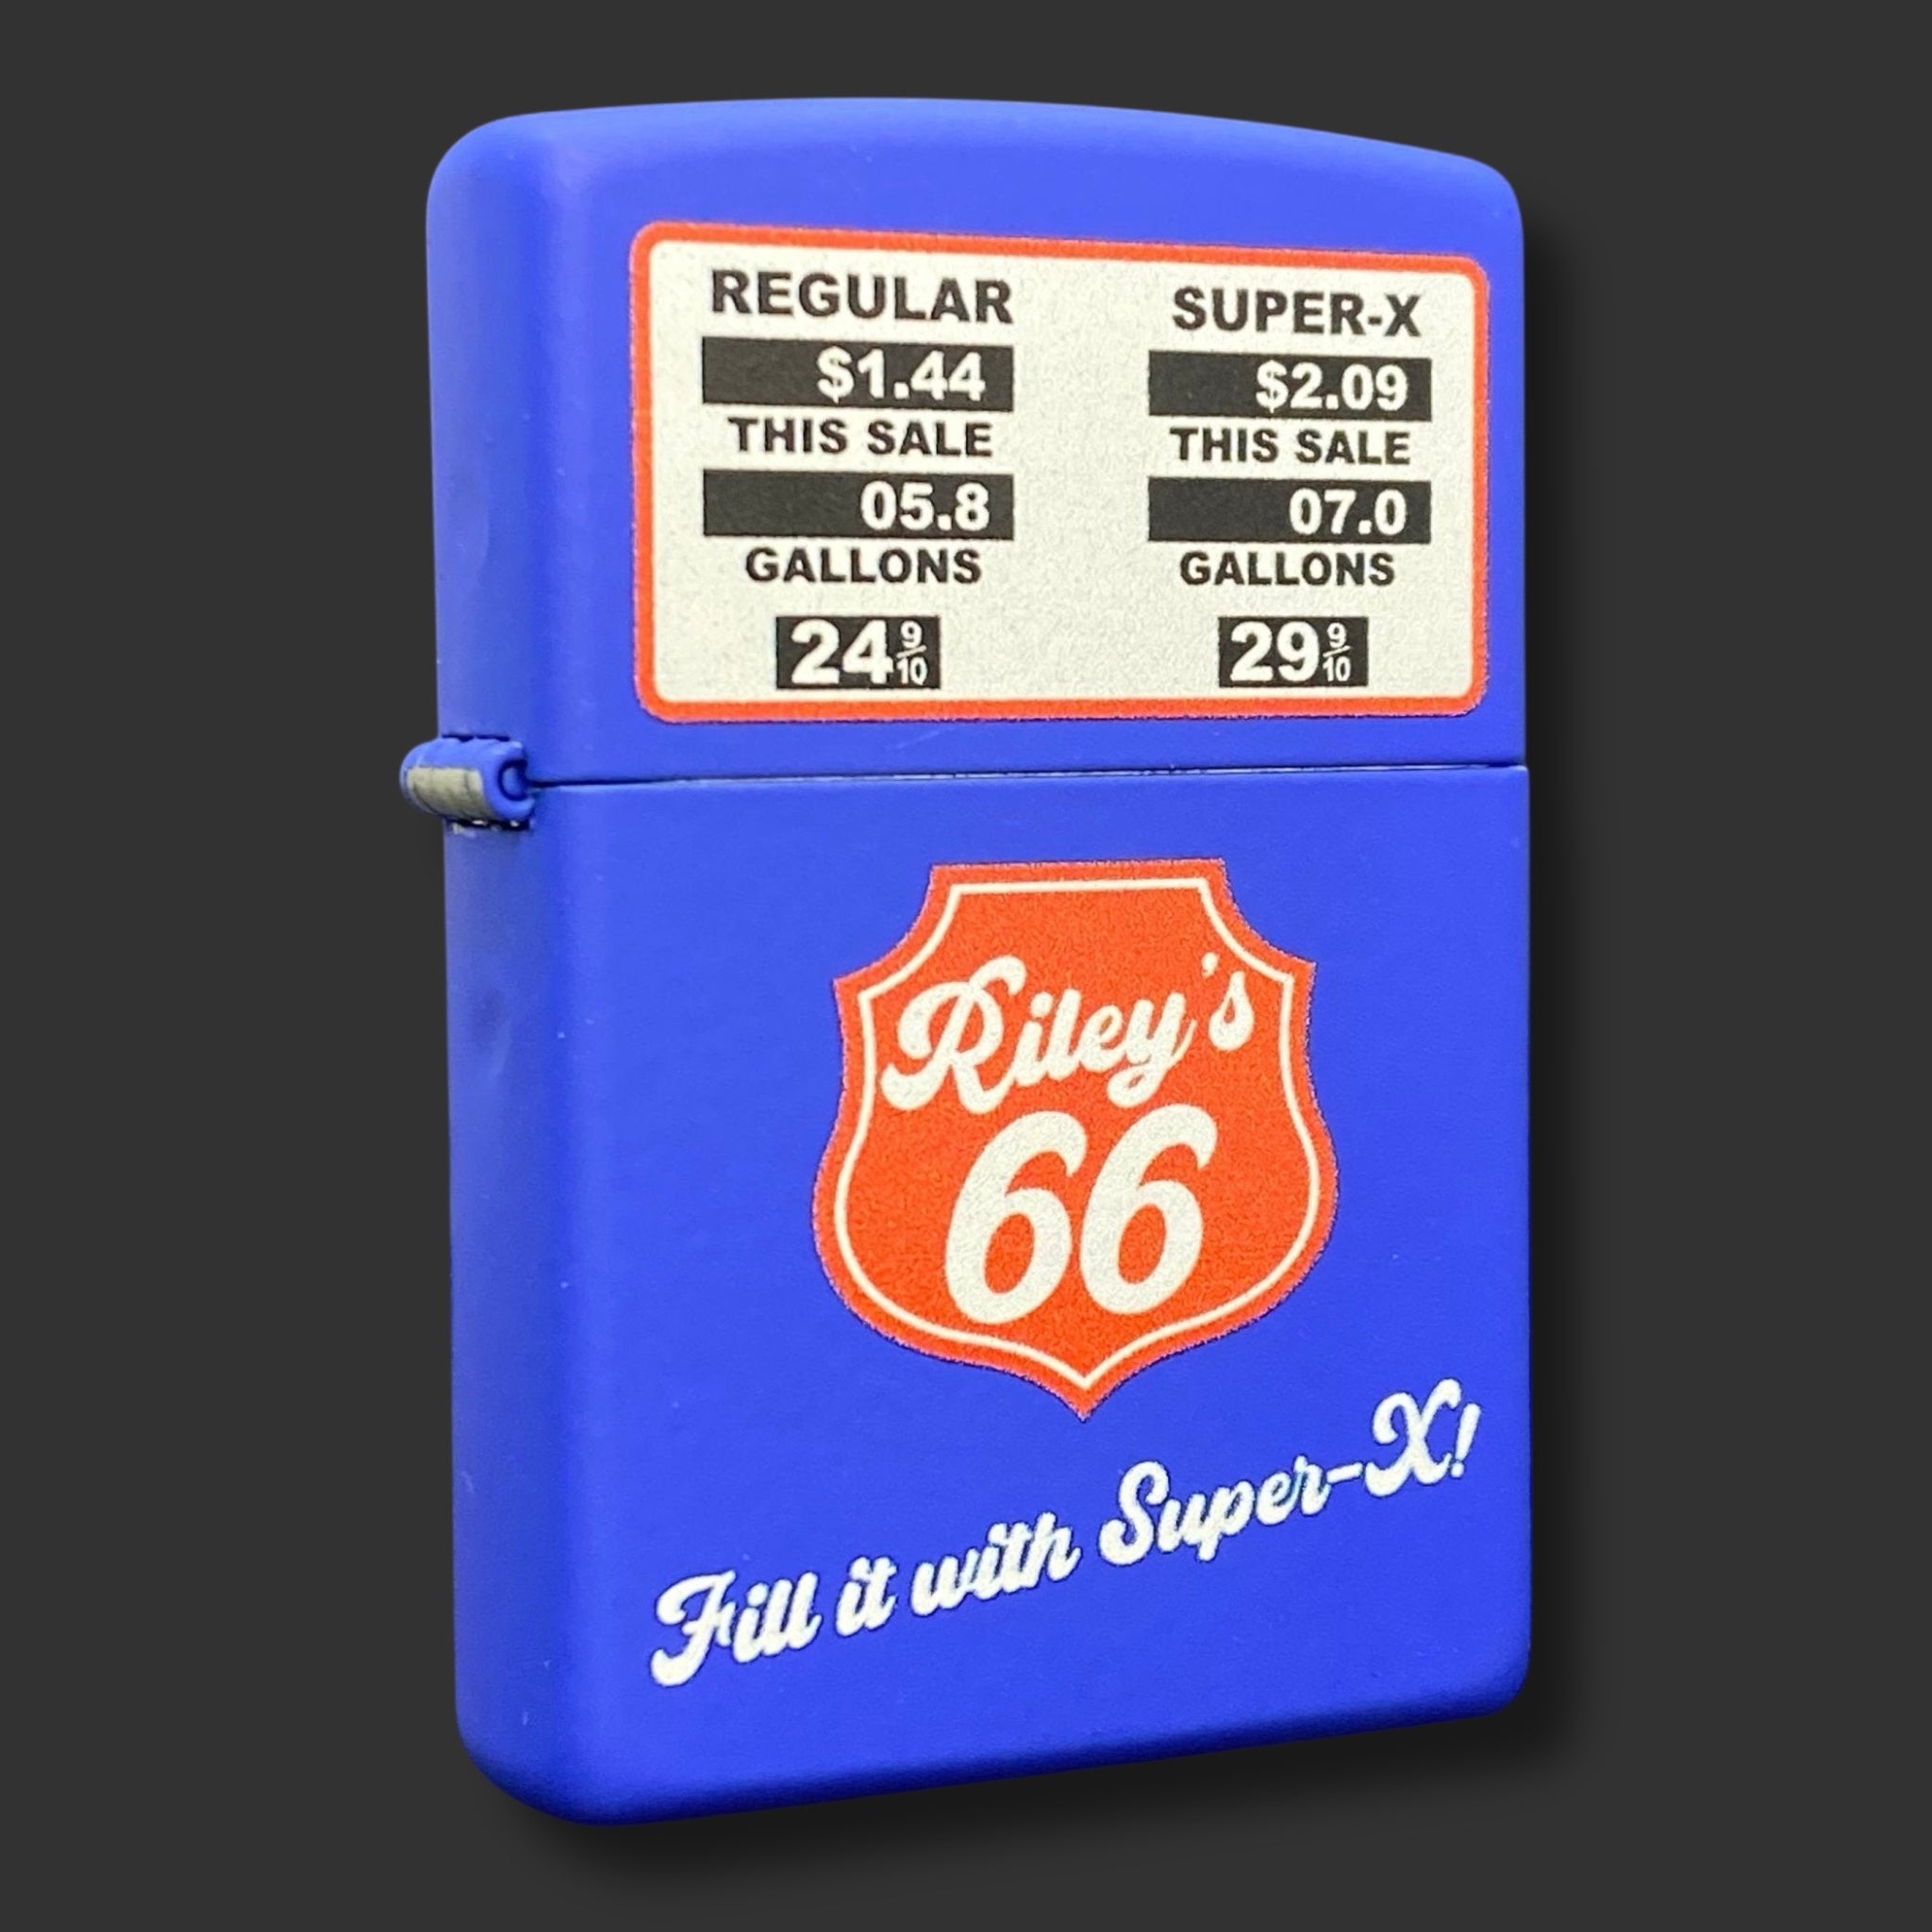 REGULAR
$1.44
THIS SALE
05.8
GALLONS
24 9/10
SUPER-X
$2.09
THIS SALE
07.0
GALLONS
29 9/10
Riley's
66
Fill it with Super-X!